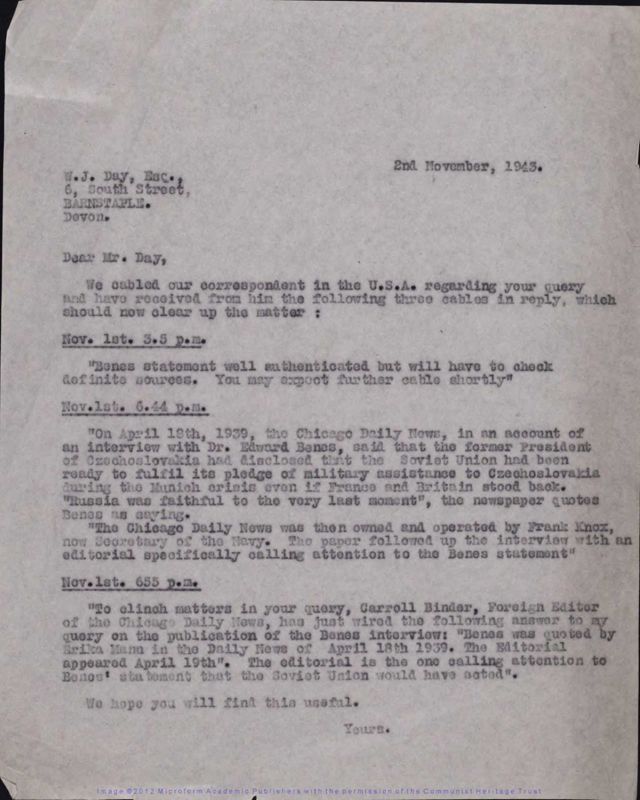 2nd November, 1943.
W.J. Day, Esq.,
6, South Street,
BARNSTAPLE.
Devon.
Dear Mr. Day,
We cabled our correspondent in the U.S.A. regarding your query
and have received from him the following three cables in reply, which
should now clear up the matter :
Nov. 1st. 3.5 p.m.
"Benes statement well authenticated but will have to check
definite sources. You may expect further cable shortly"
Nov.1st. 6.44 p.m.
"On April 18th, 1939, the Chicago Daily News, in an account of
an interview with Dr. Edward Benes, said that the former President
of Czechoslovakia had disclosed that the Soviet Union had been
ready to fulfil its pledge of military assistance to Czechoslovakia
during the Munich crisis even if France and Britain stood back.
"Russia was faithful to the very last moment", the newspaper quotes
Benes as saying.
"The Chicago Daily News was then owned and operated by Frank Knox,
now Secretary of the Navy. The paper followed up the interview with an
editorial specifically calling attention to the Benes statement"
Nov.1st. 655 p.m.
"To clinch matters in your query, Carroll Binder, Foreign Editor
of the Chicago Daily News, has just wired the following answer to my
query on the publication of the Benes interview: "Benes was quoted by
Erika Mann in the Daily News of April 18th 1939. The Editorial
appeared April 19th". The editorial is the one calling attention to
Benes' statement that the Soviet Union would have acted".
We hope you will find this useful.
Yours.
Image ©2012 Microform Academic Publishers with the permission of the Communist Heritage Trust